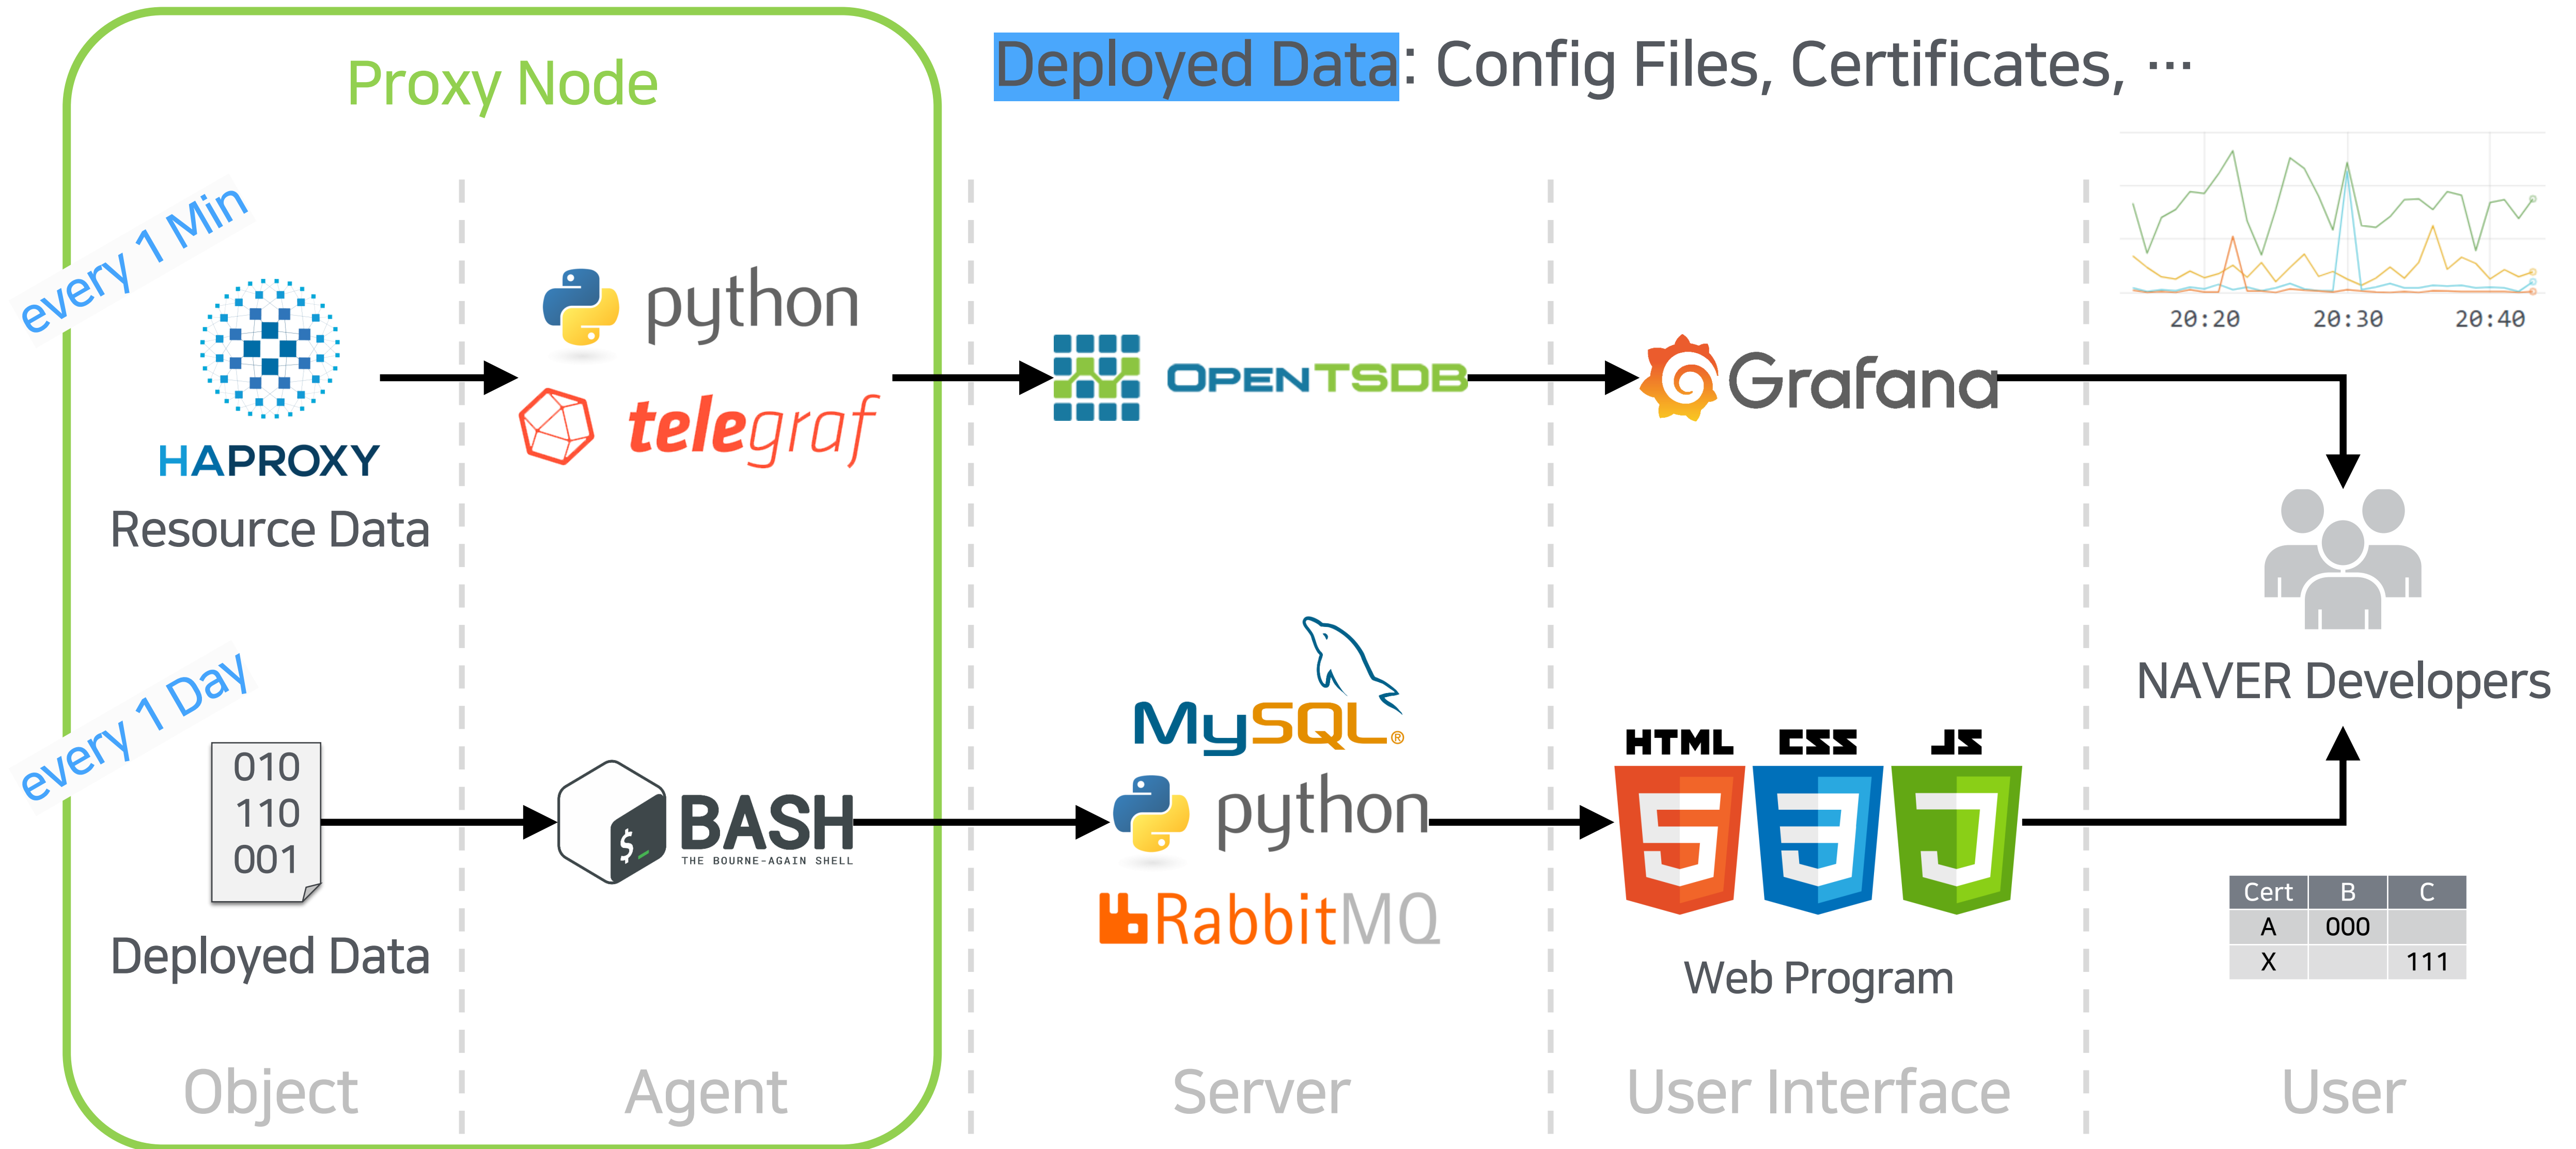 Proxy Node
Deployed Data: Config Files, Certificates, ⋯
every 1 Min
HAPROXY
Resource Data
python
telegraf
OPENTSDB
Grafana
20:20 20:30 20:40
NAVER Developers
every 1 Day
010
110
001
Deployed Data
$_
BASH
THE BOURNE-AGAIN SHELL
MySQL®
python
RabbitMQ
HTML CSS JS
5 3 J
Web Program
Cert B C
A 000
X 111
Object Agent Server User Interface User